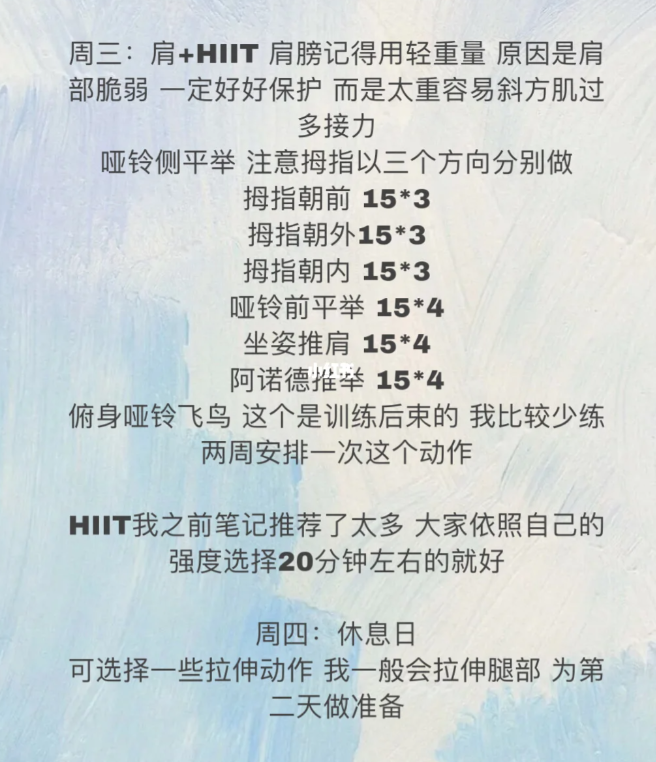 周三：肩+HIIT 肩膀记得用轻重量 原因是肩
部脆弱 一定好好保护 而是太重容易斜方肌过
多接力
哑铃侧平举 注意拇指以三个方向分别做
拇指朝前 15*3
拇指朝外15*3
拇指朝内 15*3
哑铃前平举 15*4
坐姿推肩 15*4
阿诺德推举 15*4
小红书
俯身哑铃飞鸟 这个是训练后束的 我比较少练
两周安排一次这个动作
HIIT我之前笔记推荐了太多 大家依照自己的
强度选择20分钟左右的就好
周四：休息日
可选择一些拉伸动作 我一般会拉伸腿部 为第
二天做准备